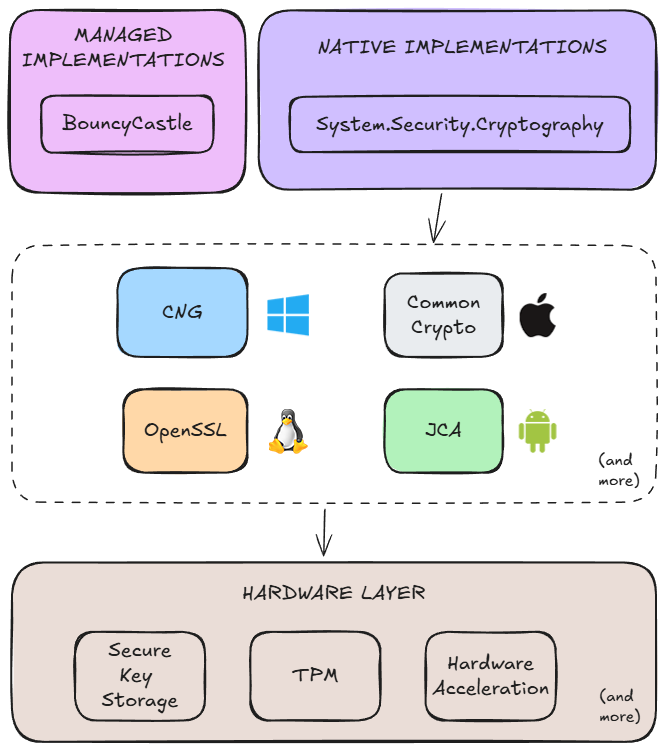 MANAGED
IMPLEMENTATIONS
BouncyCastle
NATIVE IMPLEMENTATIONS
System.Security.Cryptography
CNG
Common
Crypto
OpenSSL
JCA
(and
more)
HARDWARE LAYER
Secure
Key
Storage
TPM
Hardware
Acceleration
(and
more)